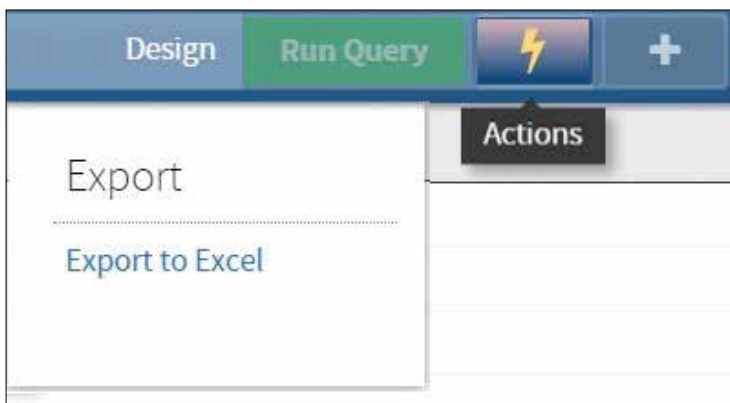 Design
Run Query
Actions
Export
Export to Excel